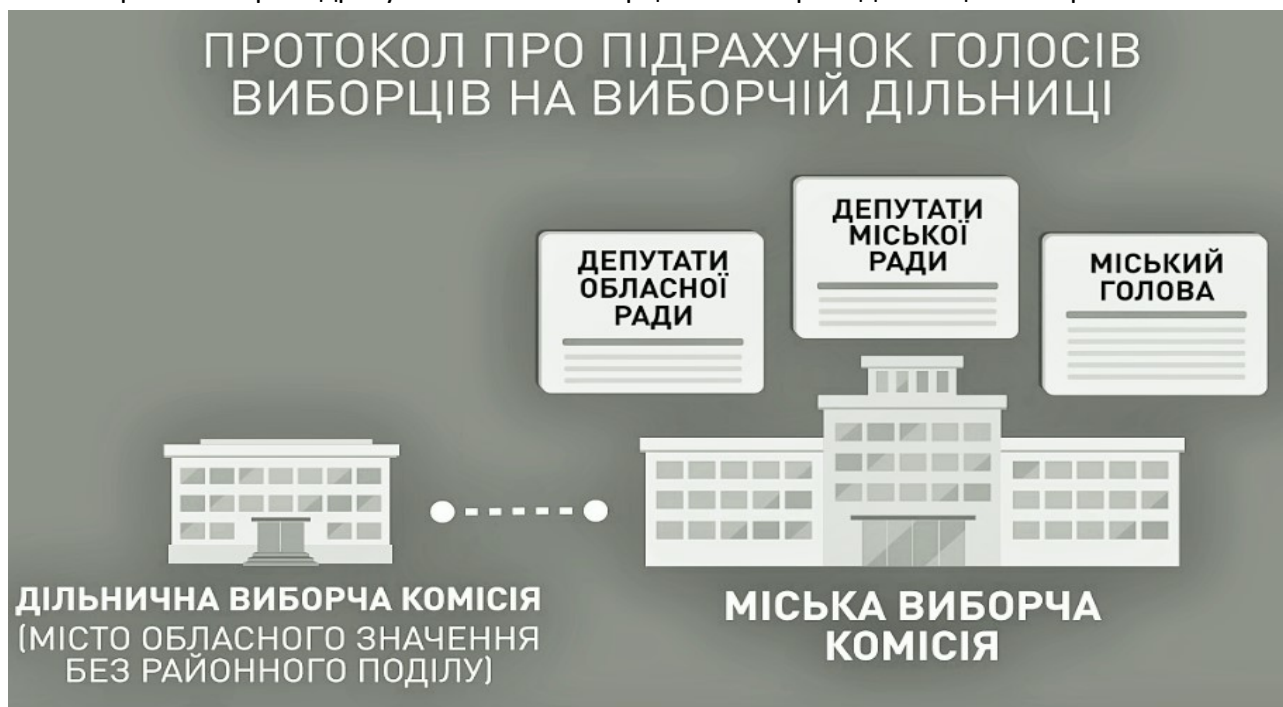 ПРОТОКОЛ ПРО ПІДРАХУНОК ГОЛОСІВ
ВИБОРЦІВ НА ВИБОРЧІЙ ДІЛЬНИЦІ
ДЕПУТАТИ
ОБЛАСНОЇ
РАДИ
ДЕПУТАТИ
МІСЬКОЇ
РАДИ
МІСЬКИЙ
ГОЛОВА
ДІЛЬНИЧНА ВИБОРЧА КОМІСІЯ
(МІСТО ОБЛАСНОГО ЗНАЧЕННЯ
БЕЗ РАЙОННОГО ПОДІЛУ)
МІСЬКА ВИБОРЧА
КОМІСІЯ